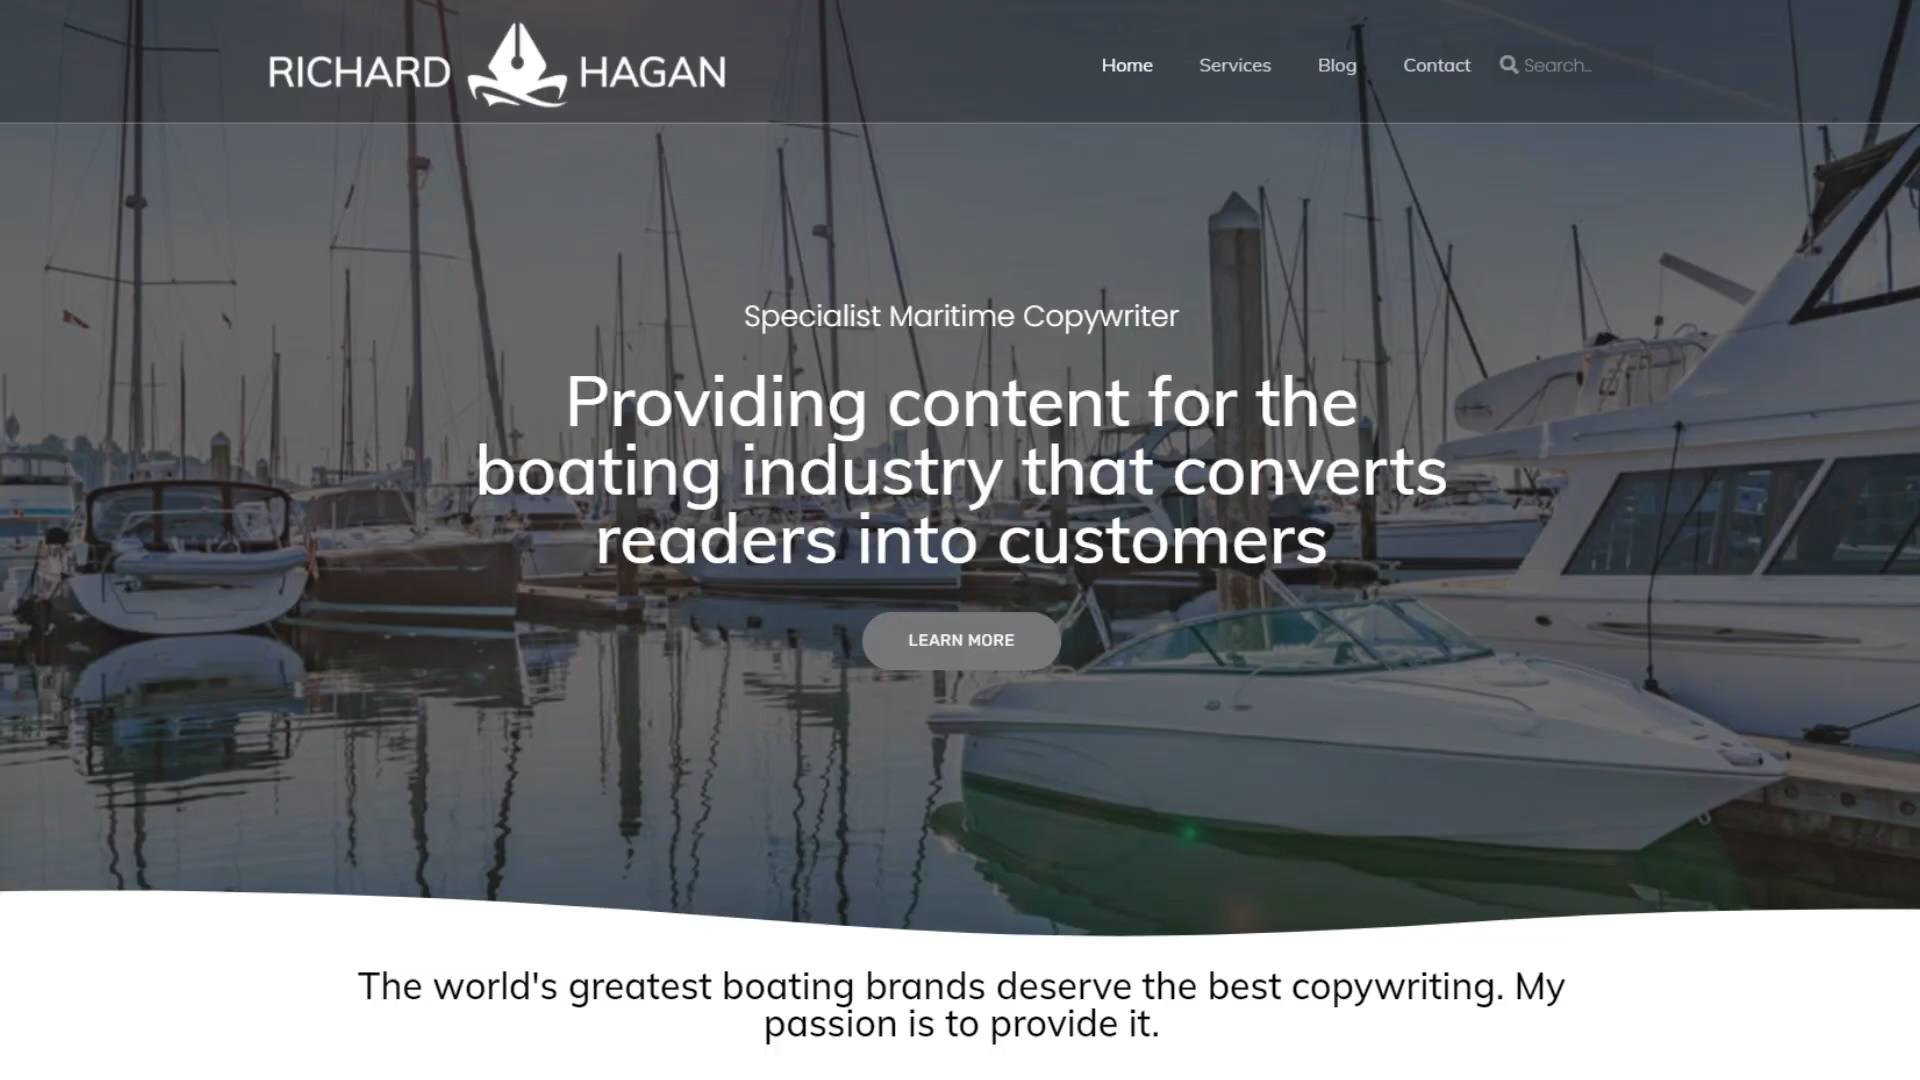 RICHARD HAGAN
Home Services Blog Contact Search...
Specialist Maritime Copywriter
Providing content for the
boating industry that converts
readers into customers
LEARN MORE
The world's greatest boating brands deserve the best copywriting. My
passion is to provide it.